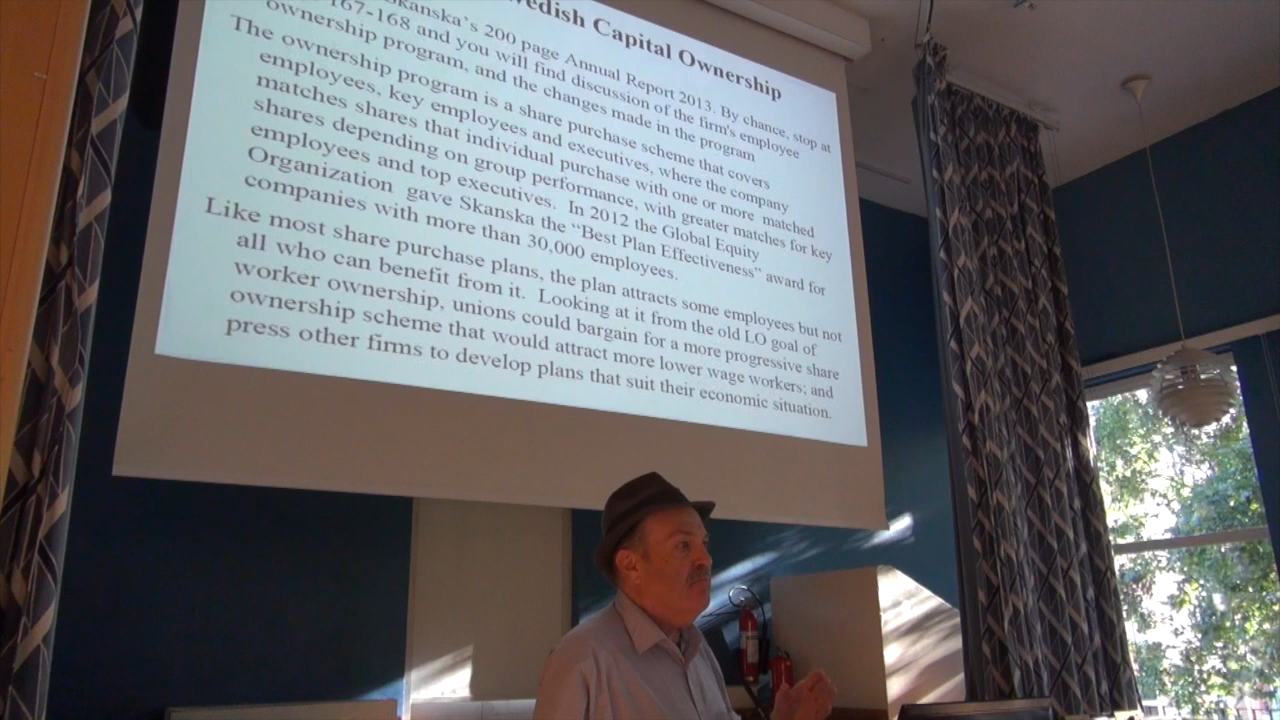 wedish Capital Ownership
Skanska's 200 page Annual Report 2013. By chance, stop at
167-168 and you will find discussion of the firm's employee
ownership program, and the changes made in the program
The ownership program is a share purchase scheme that covers
employees, key employees and executives, where the company
matches shares that individual purchase with one or more matched
shares depending on group performance, with greater matches for key
employees and top executives. In 2012 the Global Equity
Organization gave Skanska the “Best Plan Effectiveness” award for
companies with more than 30,000 employees.
Like most share purchase plans, the plan attracts some employees but not
all who can benefit from it. Looking at it from the old LO goal of
worker ownership, unions could bargain for a more progressive share
ownership scheme that would attract more lower wage workers; and
press other firms to develop plans that suit their economic situation.